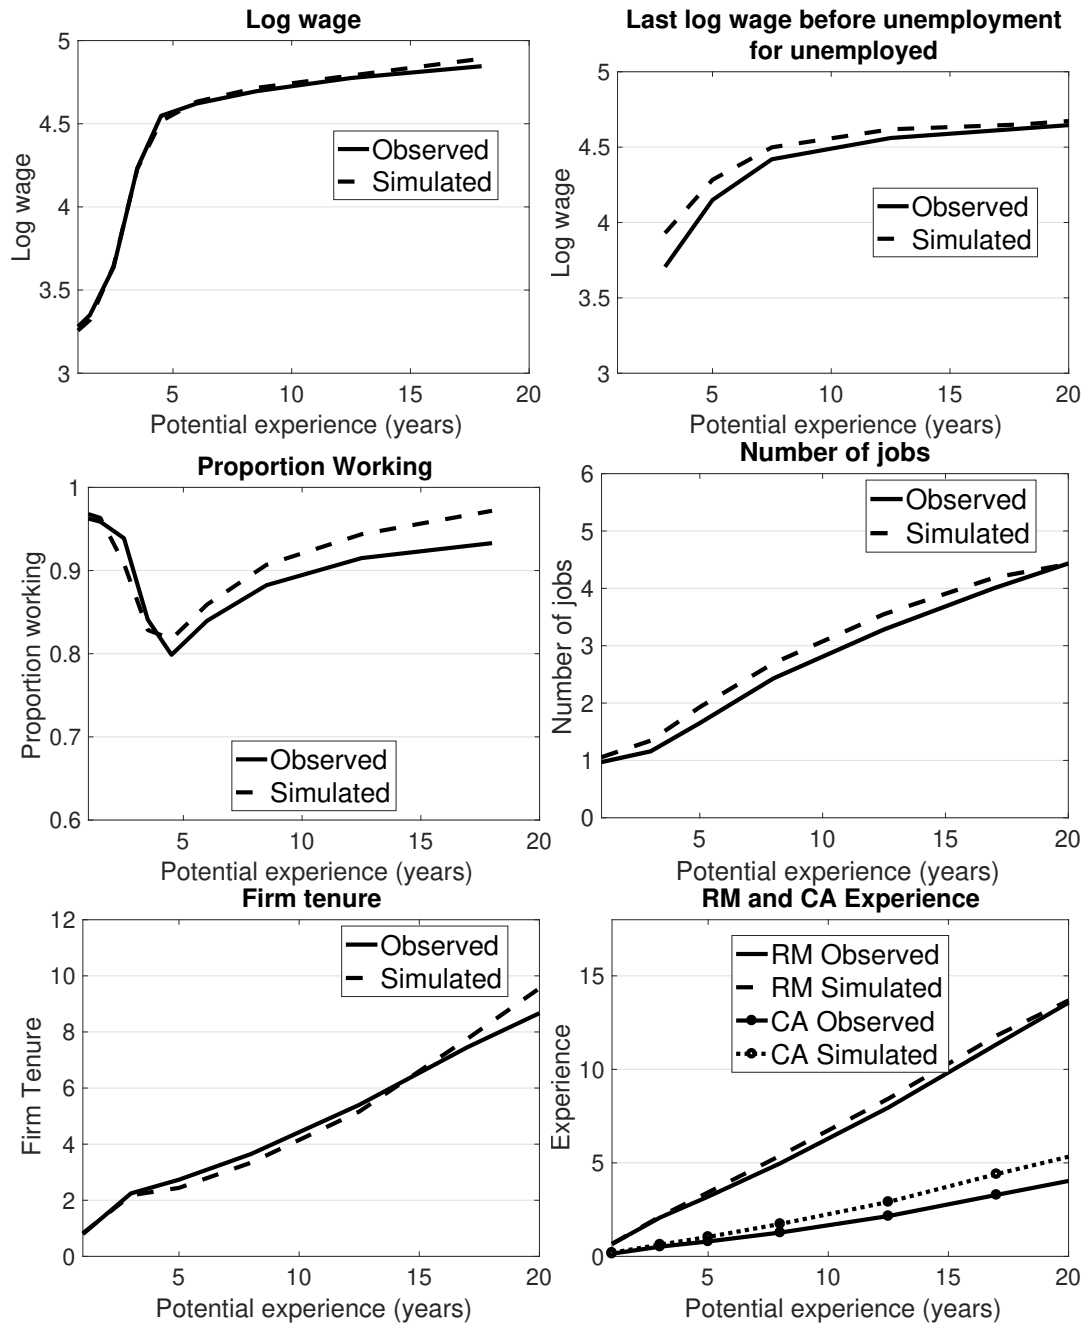 Log wage
5
4.5
4
3.5
3
Log wage
Observed
Simulated
5
10
15
20
Potential experience (years)
Last log wage before unemployment
for unemployed
5
4.5
4
3.5
3
Log wage
Observed
Simulated
5
10
15
20
Potential experience (years)
Proportion Working
1
0.9
0.8
0.7
0.6
Proportion working
Observed
Simulated
5
10
15
20
Potential experience (years)
Number of jobs
6
5
4
3
2
1
0
Number of jobs
Observed
Simulated
5
10
15
20
Potential experience (years)
Firm tenure
12
10
8
6
4
2
0
Firm Tenure
Observed
Simulated
5
10
15
20
Potential experience (years)
RM and CA Experience
15
10
5
0
Experience
RM Observed
RM Simulated
CA Observed
CA Simulated
5
10
15
20
Potential experience (years)